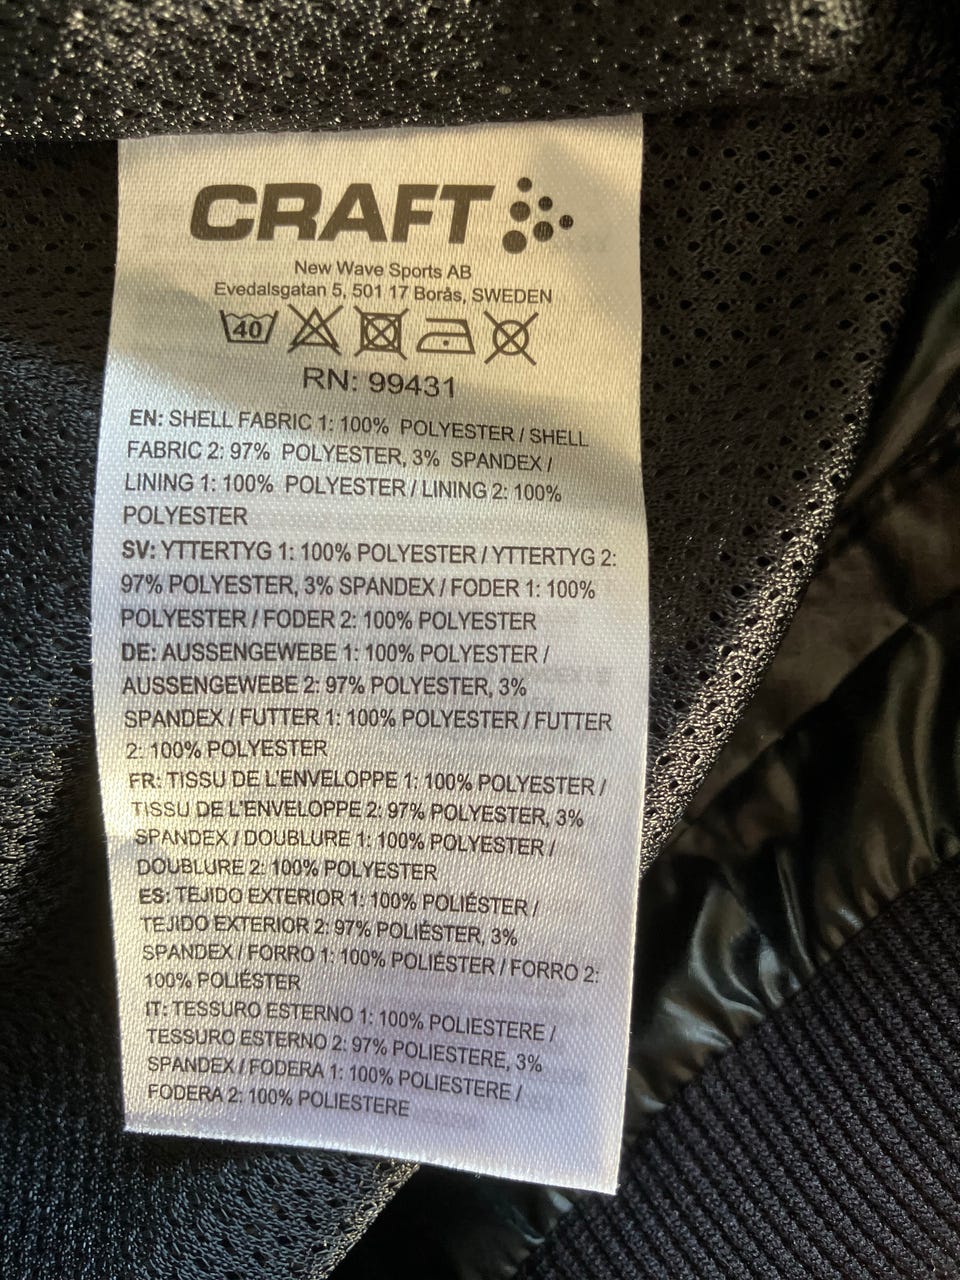 CRAFT
New Wave Sports AB
Evedalsgatan 5, 501 17 Borås, SWEDEN
40
RN: 99431
EN: SHELL FABRIC 1: 100% POLYESTER / SHELL
FABRIC 2: 97% POLYESTER, 3% SPANDEX /
LINING 1: 100% POLYESTER / LINING 2: 100%
POLYESTER
SV: YTTERTYG 1: 100% POLYESTER / YTTERTYG 2:
97% POLYESTER, 3% SPANDEX / FODER 1: 100%
POLYESTER / FODER 2: 100% POLYESTER
DE: AUSSENGEWEBE 1: 100% POLYESTER /
AUSSENGEWEBE 2: 97% POLYESTER, 3%
SPANDEX / FUTTER 1: 100% POLYESTER / FUTTER
2: 100% POLYESTER
FR: TISSU DE L'ENVELOPPE 1: 100% POLYESTER /
TISSU DE L'ENVELOPPE 2: 97% POLYESTER, 3%
SPANDEX / DOUBLURE 1: 100% POLYESTER /
DOUBLURE 2: 100% POLYESTER
ES: TEJIDO EXTERIOR 1: 100% POLIÉSTER /
TEJIDO EXTERIOR 2: 97% POLIÉSTER, 3%
SPANDEX / FORRO 1: 100% POLIÉSTER / FORRO 2:
100% POLIÉSTER
IT: TESSURO ESTERNO 1: 100% POLIESTERE /
TESSURO ESTERNO 2: 97% POLIESTERE, 3%
SPANDEX / FODERA 1: 100% POLIESTERE /
FODERA 2: 100% POLIESTERE